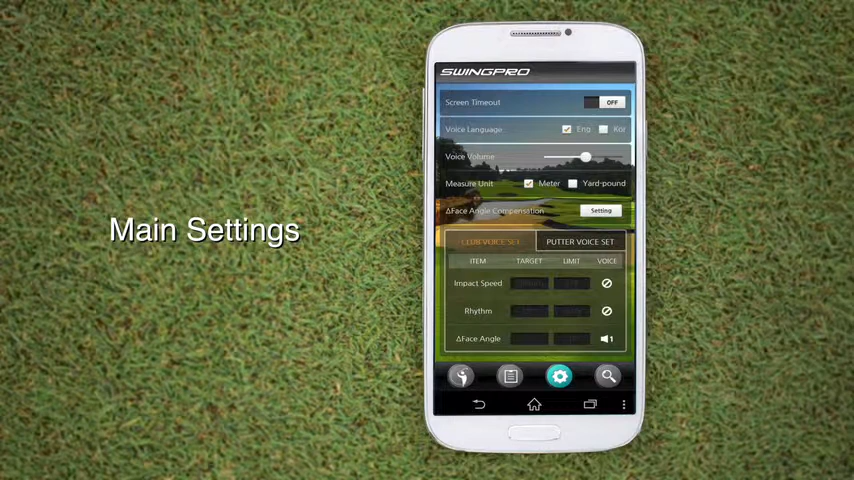 Main Settings
SWINGPRO
Screen Timeout OFF
Voice Language Eng Kor
Voice Volume
Measure Unit Meter Yard-pound
ΔFace Angle Compensation Setting
CLUB VOICE SET PUTTER VOICE SET
ITEM TARGET LIMIT VOICE
Impact Speed
Rhythm
ΔFace Angle 1